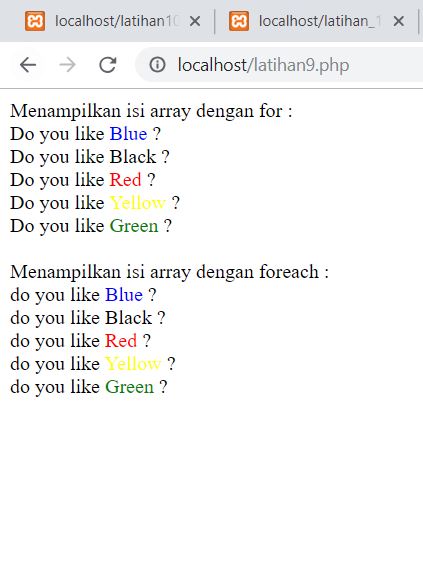 localhost/latihan10
localhost/latihan_1
localhost/latihan9.php
Menampilkan isi array dengan for :
Do you like Blue ?
Do you like Black ?
Do you like Red ?
Do you like Yellow ?
Do you like Green ?
Menampilkan isi array dengan foreach :
do you like Blue ?
do you like Black ?
do you like Red ?
do you like Yellow ?
do you like Green ?